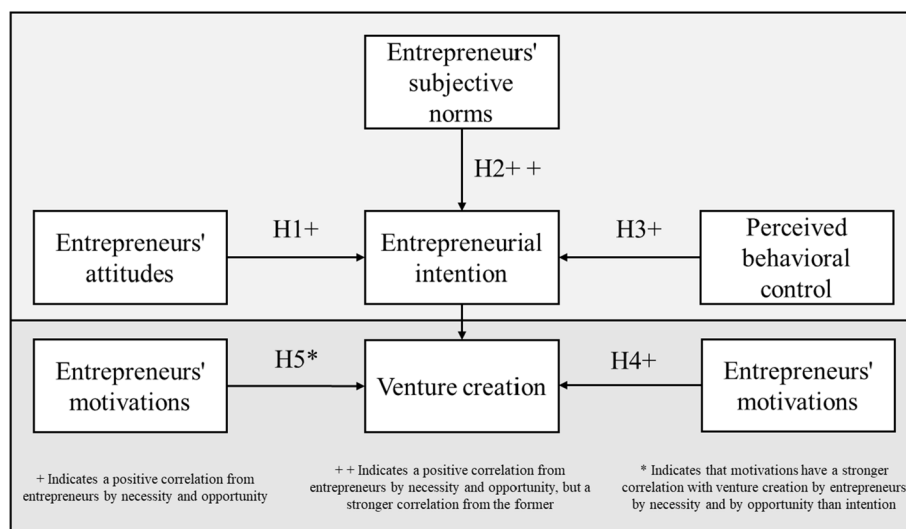 Entrepreneurs'
subjective
norms
H2+ +
Entrepreneurs'
attitudes
H1+
Entrepreneurial
intention
H3+
Perceived
behavioral
control
Entrepreneurs'
motivations
H5*
Venture creation
H4+
Entrepreneurs'
motivations
+ Indicates a positive correlation from
entrepreneurs by necessity and opportunity
+ + Indicates a positive correlation from
entrepreneurs by necessity and opportunity, but a
stronger correlation from the former
* Indicates that motivations have a stronger
correlation with venture creation by entrepreneurs
by necessity and by opportunity than intention